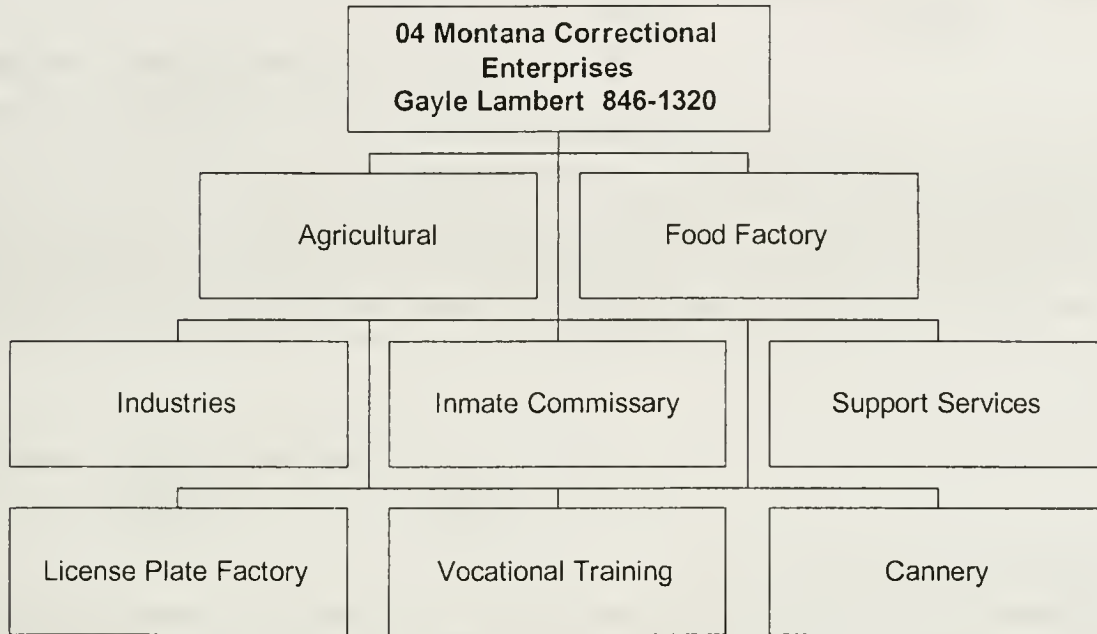 04 Montana Correctional
Enterprises
Gayle Lambert 846-1320
Agricultural
Food Factory
Industries
Inmate Commissary
Support Services
License Plate Factory
Vocational Training
Cannery